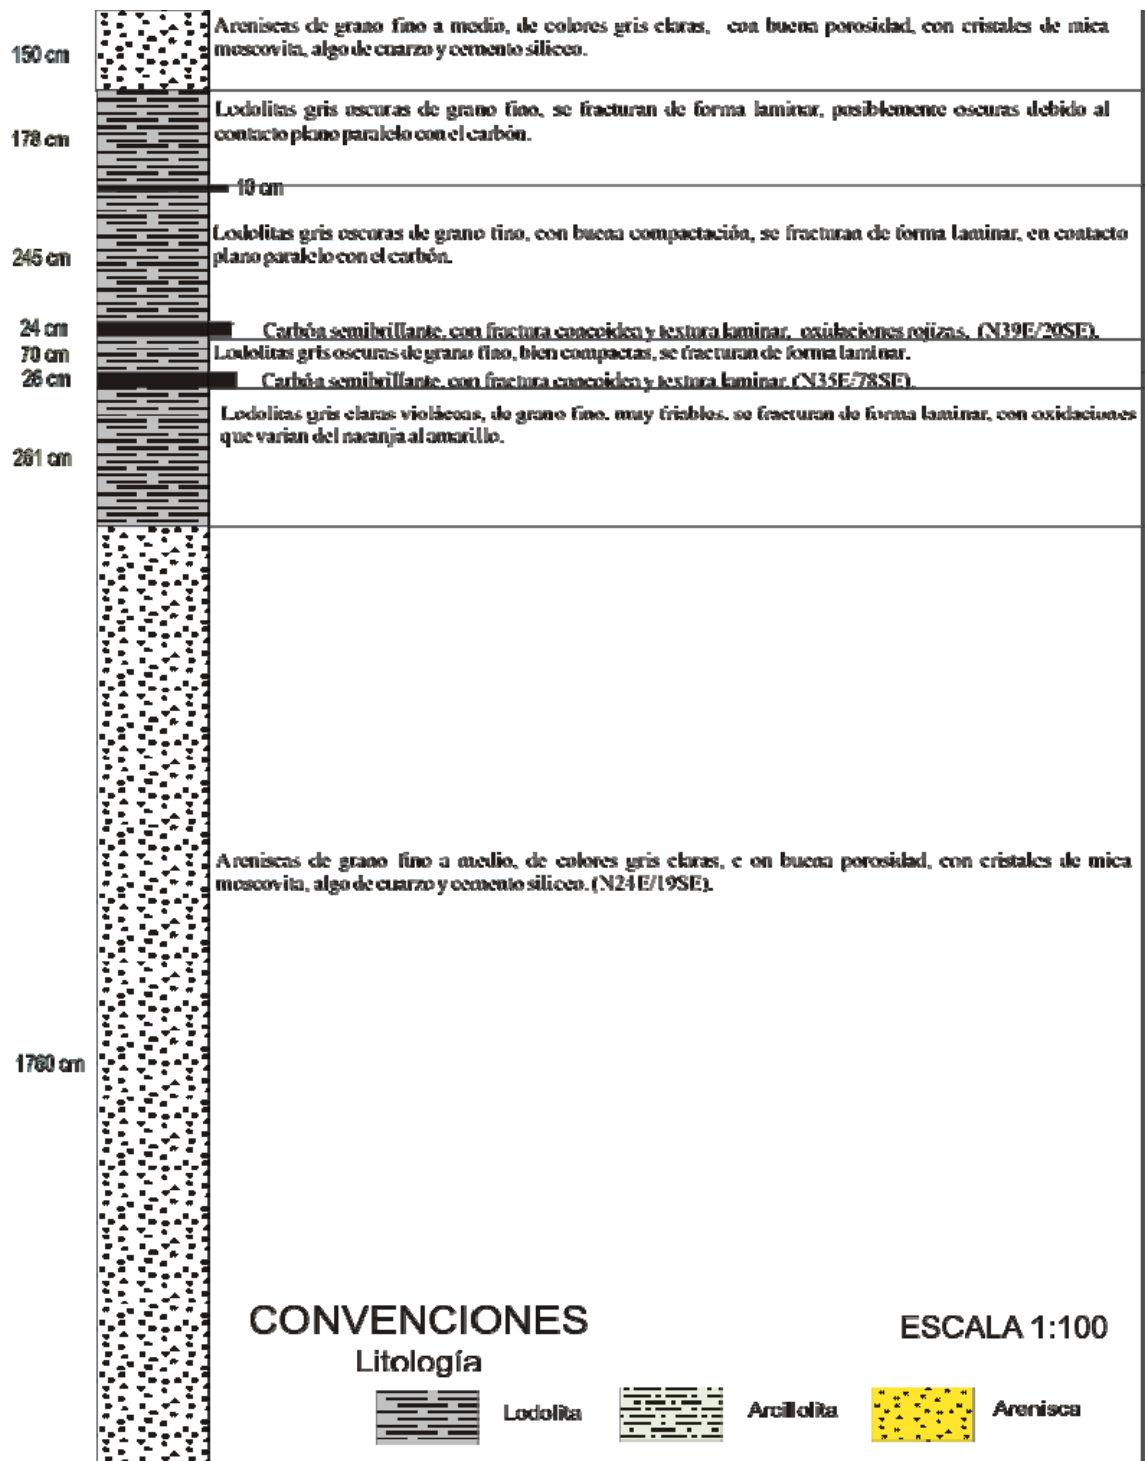 Areniscas de grano fino a medio, de colores gris claras, con buena porosidad, con cristales de mica
150 cm
moscovita, algo de cuarzo y cemento siliceo.
Lodolitas gris oscuras de grano fino, se fracturan de forma laminar, posiblemente oscuras debido al
178 cm
contacto plano paralelo con el carbón.
10 cm
Lodolitas gris oscuras de grano fino, con buena compactación, se fracturan de forma laminar, en contacto
245 cm
plano paralelo con el carbón.
24 cm
Carbón semibrillante, con fractura concoidea y textura laminar, oxidaciones rojizas. (N39E/20SE).
70 cm
Lodolitas gris oscuras de grano fino, bien compactas, se fracturan de forma laminar.
26 cm
Carbón semibrillante, con fractura concoidea y textura laminar. (N35E/78SE).
Lodolitas gris claras violáceas, de grano fino, muy friables, se fracturan de forma laminar, con oxidaciones
que varian del naranja al amarillo.
261 cm
Areniscas de grano fino a medio, de colores gris claras, c on buena porosidad, con cristales de mica
moscovita, algo de cuarzo y cemento siliceo. (N24E/19SE).
1760 cm
CONVENCIONES
ESCALA 1:100
Litología
Lodolita
Arcillolita
Arenisca